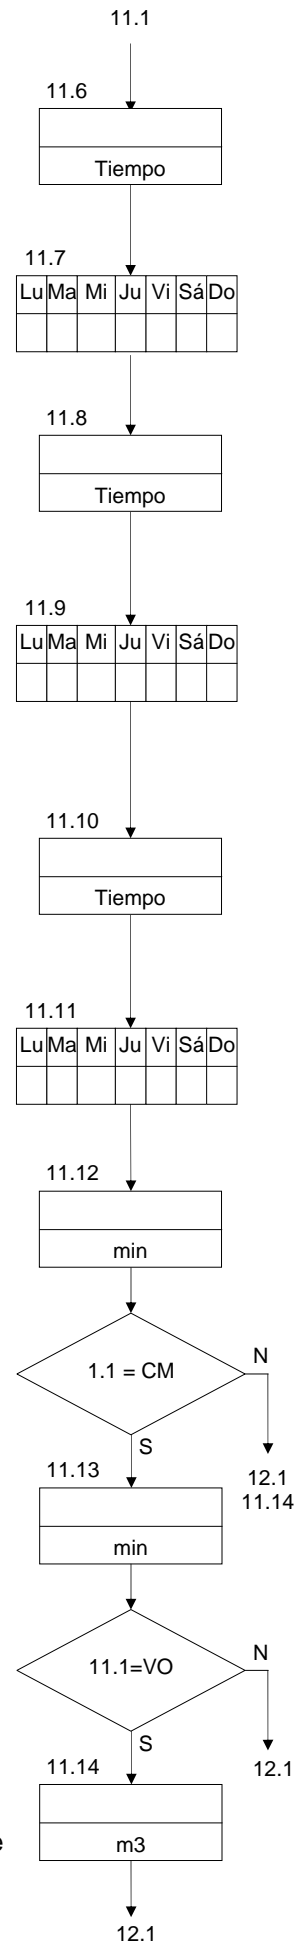 11.1
11.6
Tiempo
11.7
Lu Ma Mi Ju Vi Sá Do
11.8
Tiempo
11.9
Lu Ma Mi Ju Vi Sá Do
11.10
Tiempo
11.11
Lu Ma Mi Ju Vi Sá Do
11.12
min
1.1 = CM
N
S
12.1
11.14
11.13
min
11.1=VO
N
S
12.1
11.14
e
m3
12.1